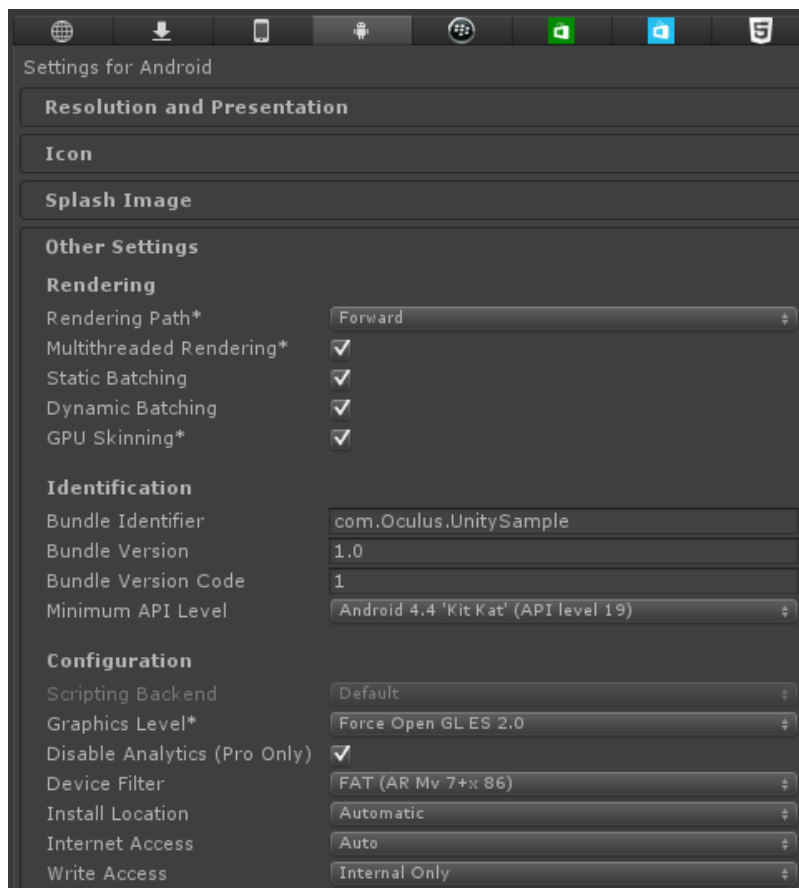 Settings for Android
Resolution and Presentation
Icon
Splash Image
Other Settings
Rendering
Rendering Path* Forward
Multithreaded Rendering*
Static Batching
Dynamic Batching
GPU Skinning*
Identification
Bundle Identifier com.Oculus.UnitySample
Bundle Version 1.0
Bundle Version Code 1
Minimum API Level Android 4.4 'Kit Kat' (API level 19)
Configuration
Scripting Backend Default
Graphics Level* Force Open GL ES 2.0
Disable Analytics (Pro Only)
Device Filter FAT (AR Mv 7+x 86)
Install Location Automatic
Internet Access Auto
Write Access Internal Only